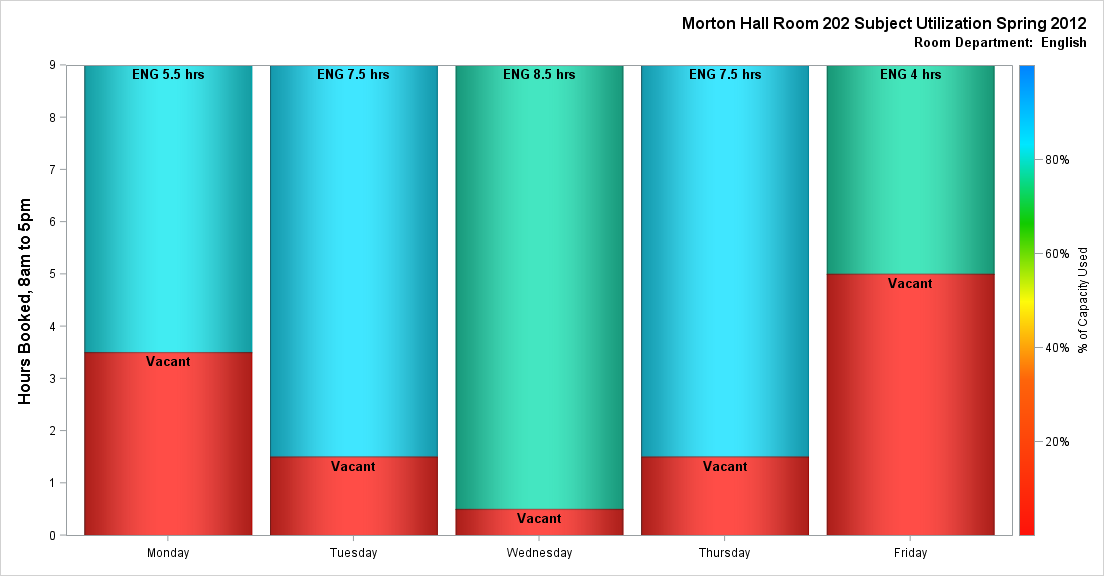 Morton Hall Room 202 Subject Utilization Spring 2012
Room Department:  English
Hours Booked, 8am to 5pm
9
8
7
6
5
4
3
2
1
0
ENG 5.5 hrs
Vacant
ENG 7.5 hrs
Vacant
ENG 8.5 hrs
Vacant
ENG 7.5 hrs
Vacant
ENG 4 hrs
Vacant
Monday
Tuesday
Wednesday
Thursday
Friday
80%
60%
40%
20%
% of Capacity Used